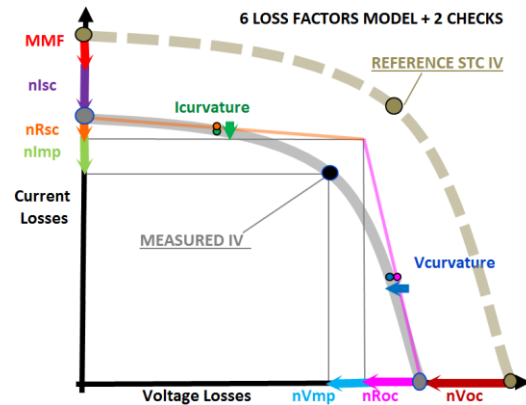 6 LOSS FACTORS MODEL + 2 CHECKS
MMF
REFERENCE STC IV
nIsc
Icurvature
nRsc
nImp
Current
Losses
MEASURED IV
Vcurvature
Voltage Losses
nVmp
nRoc
nVoc